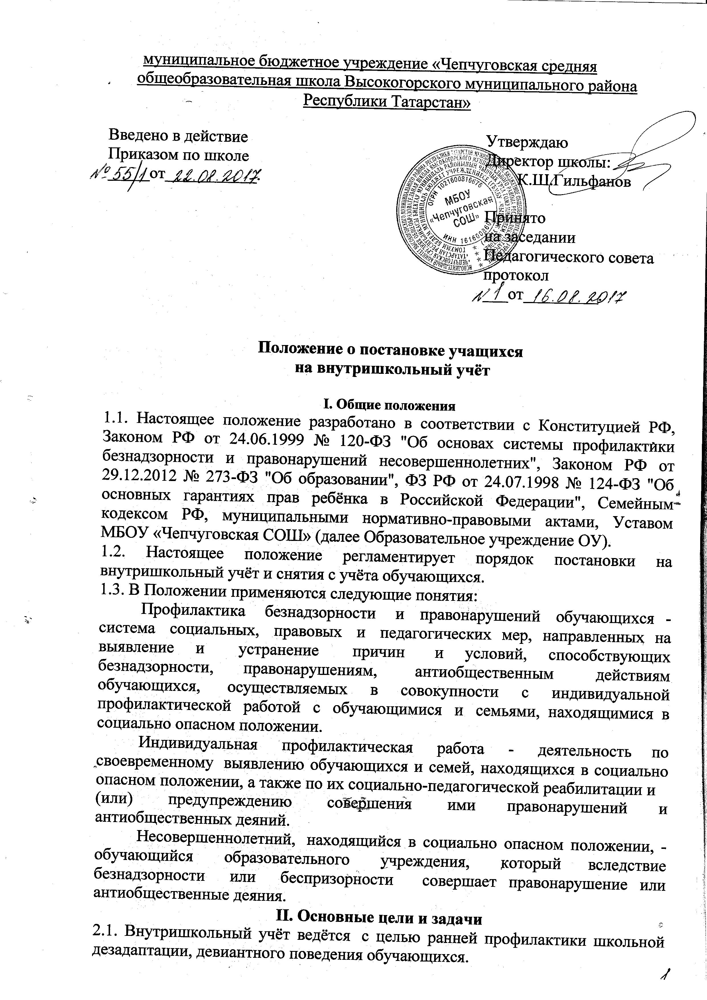 муниципальное бюджетное учреждение «Чепчуговская средняя
общеобразовательная школа Высокогорского муниципального района
Республики Татарстан»
Введено в действие
Приказом по школе
№ 55/1 от 22.08.2017.
Утверждаю
Директор школы:
К.Ш.Гильфанов
ОГРН 1021600816676
МБОУ
«Чепчуговская
СОШ»
ИНН
Принято
на заседании
Педагогического совета
протокол
№ 1 от 16.08.2017
Положение о постановке учащихся
на внутришкольный учёт
I. Общие положения
1.1. Настоящее положение разработано в соответствии с Конституцией РФ,
Законом РФ от 24.06.1999 № 120-ФЗ "Об основах системы профилактики
безнадзорности и правонарушений несовершеннолетних", Законом РФ от
29.12.2012 № 273-ФЗ "Об образовании", ФЗ РФ от 24.07.1998 № 124-ФЗ "Об
основных гарантиях прав ребёнка в Российской Федерации", Семейным
кодексом РФ, муниципальными нормативно-правовыми актами, Уставом
МБОУ «Чепчуговская СОШ» (далее Образовательное учреждение ОУ).
1.2. Настоящее положение регламентирует порядок постановки на
внутришкольный учёт и снятия с учёта обучающихся.
1.3. В Положении применяются следующие понятия:
Профилактика безнадзорности и правонарушений обучающихся -
система социальных, правовых и педагогических мер, направленных на
выявление и устранение причин и условий, способствующих
безнадзорности, правонарушениям, антиобщественным действиям
обучающихся, осуществляемых в совокупности с индивидуальной
профилактической работой с обучающимися и семьями, находящимися в
социально опасном положении.
Индивидуальная профилактическая работа - деятельность по
своевременному выявлению обучающихся и семей, находящихся в социально
опасном положении, а также по их социально-педагогической реабилитации и
(или) предупреждению совершения ими правонарушений и
антиобщественных деяний.
Несовершеннолетний, находящийся в социально опасном положении, -
обучающийся образовательного учреждения, который вследствие
безнадзорности или беспризорности совершает правонарушение или
антиобщественные деяния.
II. Основные цели и задачи
2.1. Внутришкольный учёт ведётся с целью ранней профилактики школьной
дезадаптации, девиантного поведения обучающихся.
1